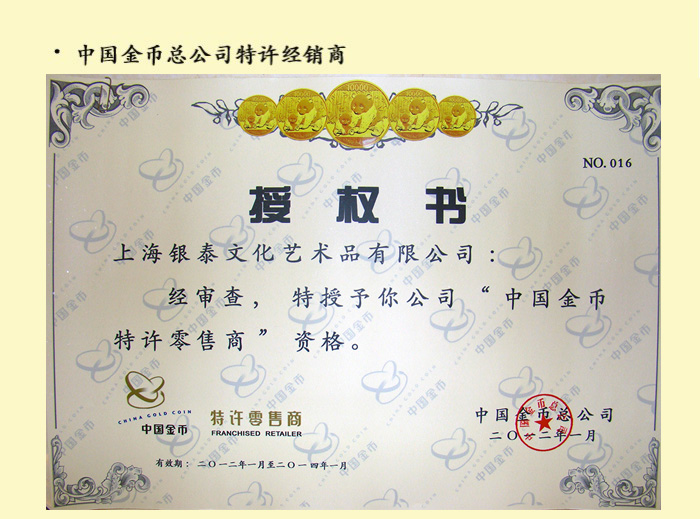 · 中国金币总公司特许经销商
10000
NO. 016
授权书
上海银泰文化艺术品有限公司：
经审查，特授予你公司“中国金币
特许零售商”资格。
CHINA GOLD COIN
中国金币
特许零售商
FRANCHISED RETAILER
中国金币总公司
二〇一二年一月
有效期：二〇一二年一月至二〇一四年一月